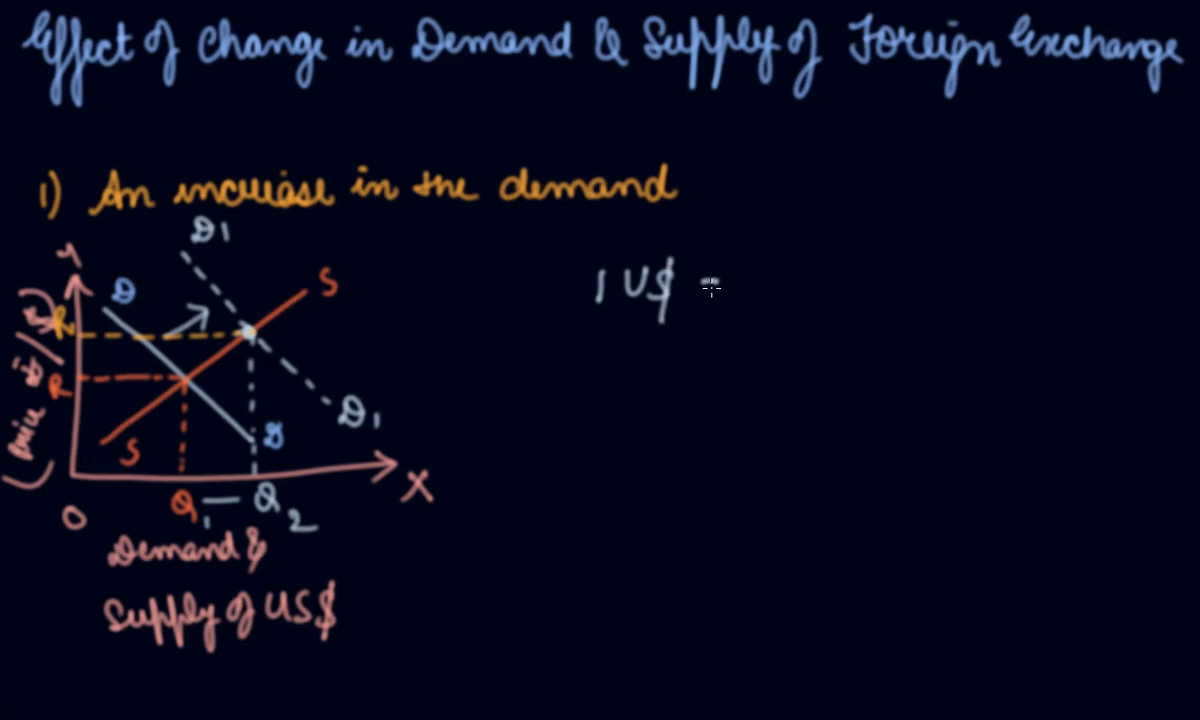 Effect of Change in Demand & Supply of Foreign Exchange
1) An increase in the demand
D1
Y
S
D
1 US $ =
R
D1
S
D
X
Q1 — Q2
O
Demand &
Supply of US $